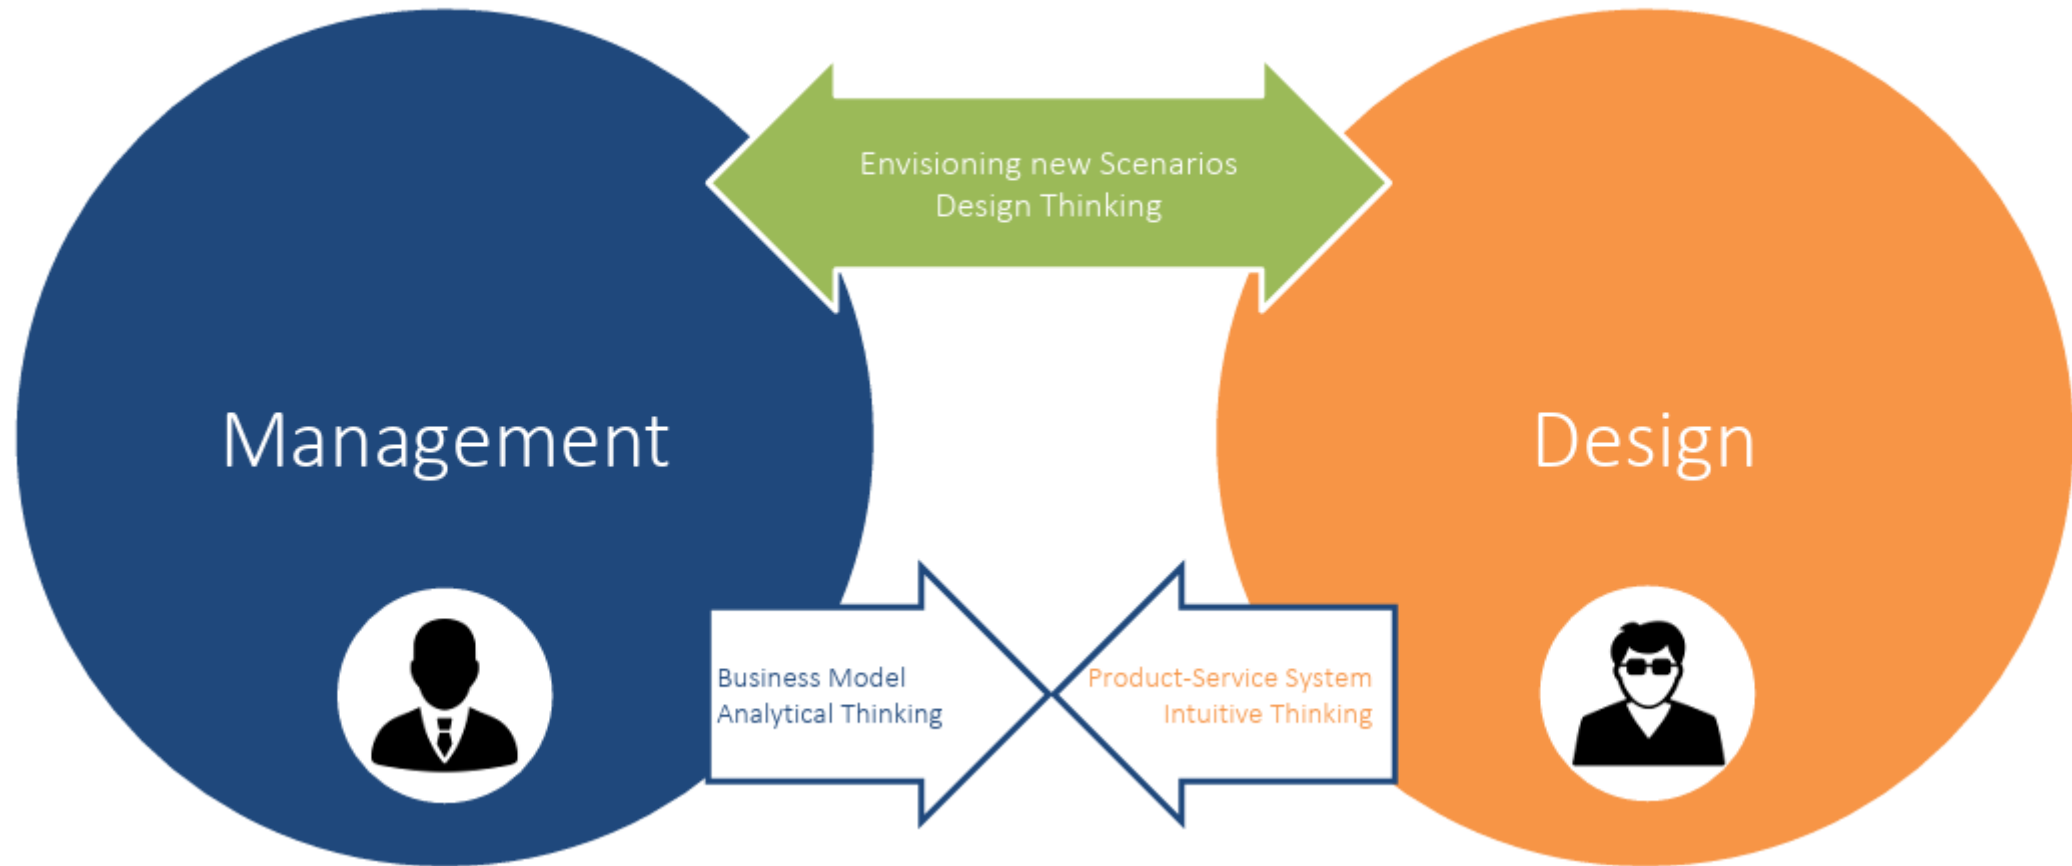 Envisioning new Scenarios
Design Thinking
Management
Design
Business Model
Analytical Thinking
Product-Service System
Intuitive Thinking